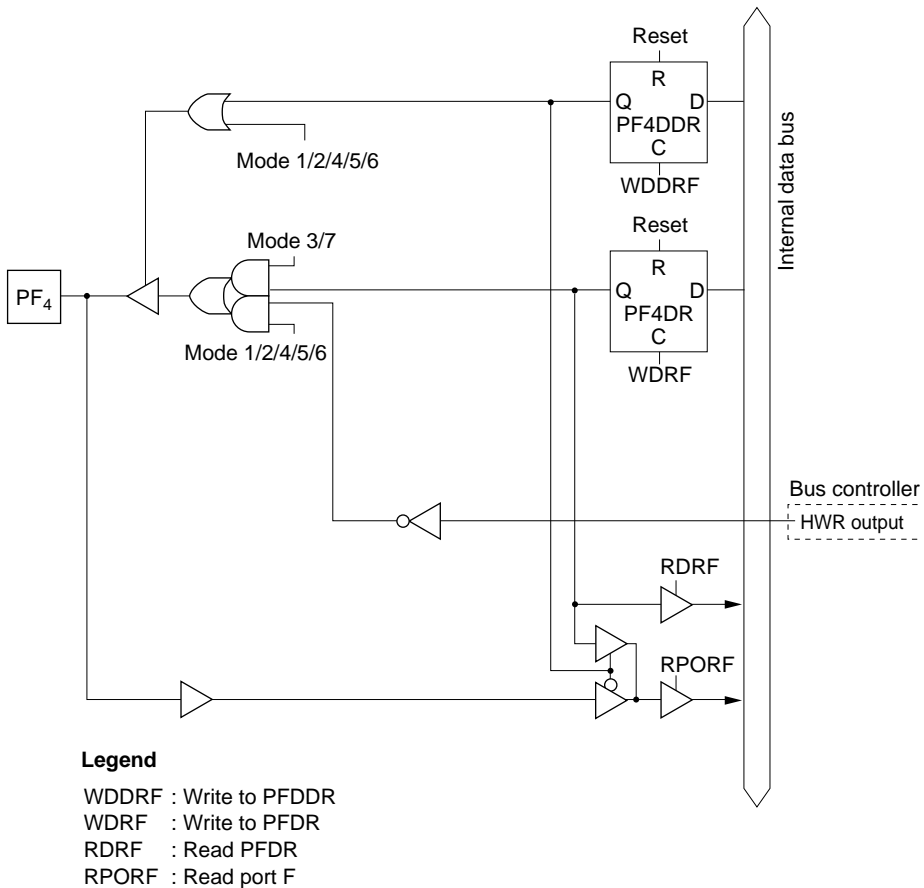 Reset
R
Q D
PF4DDR
C
WDDRF
Mode 1/2/4/5/6
Internal data bus
Reset
R
Q D
PF4DR
C
WDRF
Mode 3/7
PF₄
Mode 1/2/4/5/6
Bus controller
HWR output
RDRF
RPORF
Legend
WDDRF : Write to PFDDR
WDRF : Write to PFDR
RDRF : Read PFDR
RPORF : Read port F